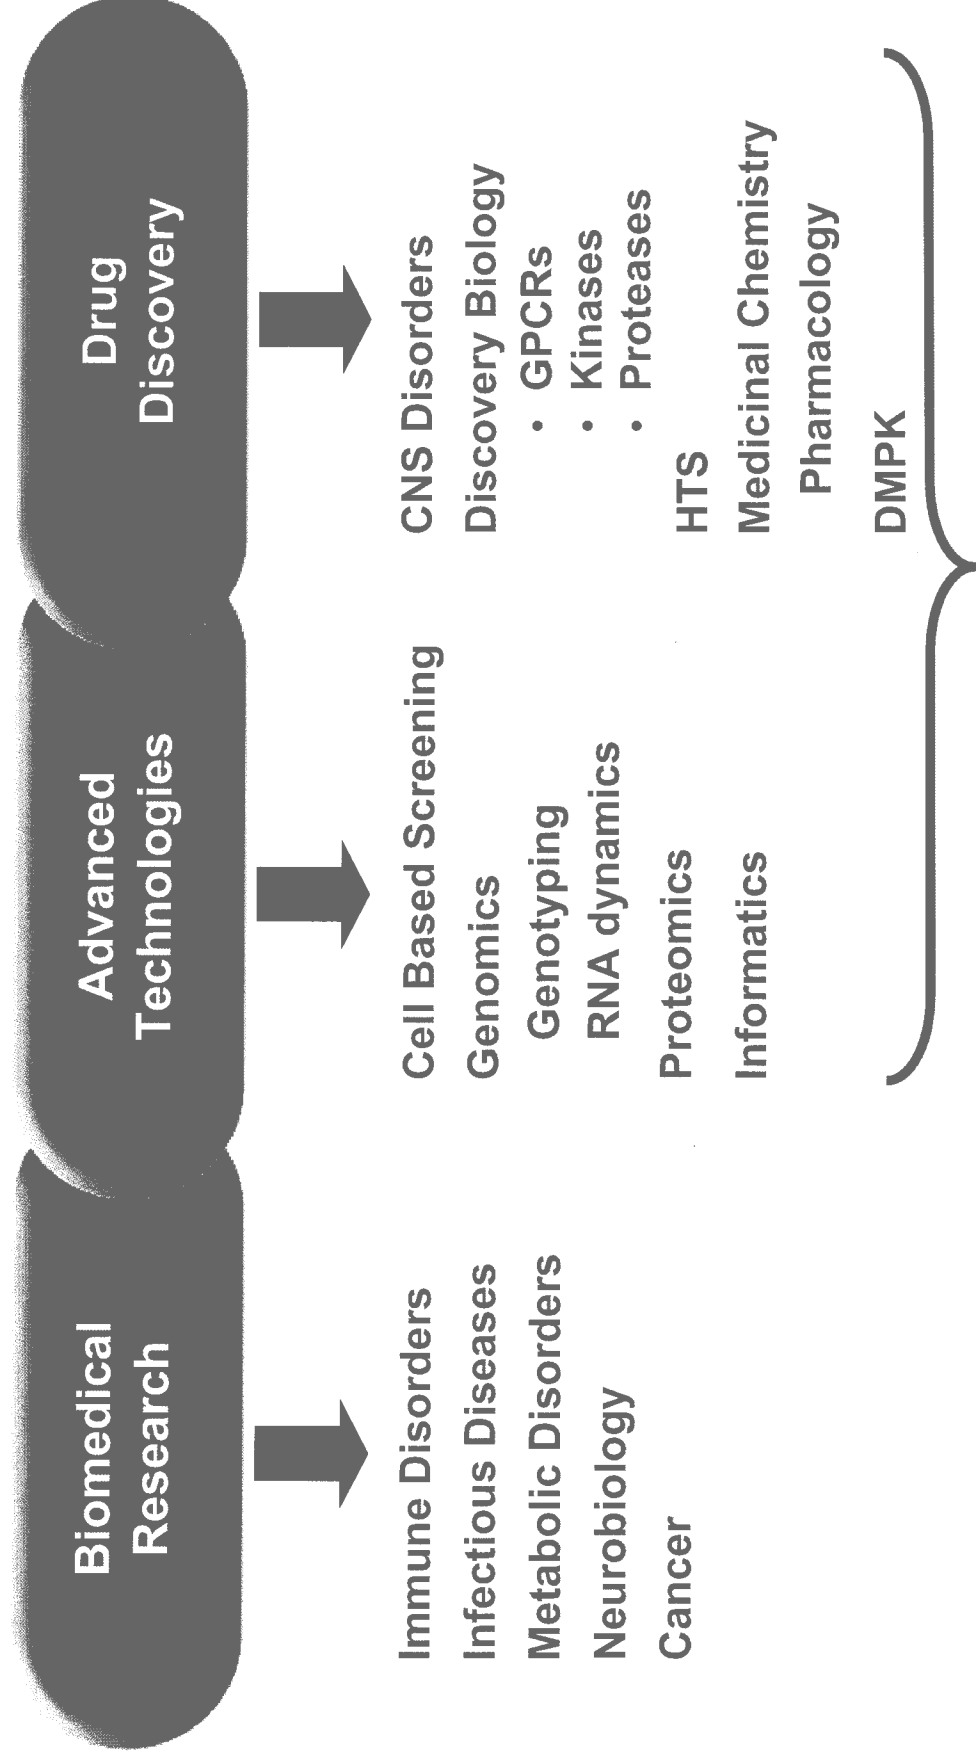 Biomedical
Research
Advanced
Technologies
Drug
Discovery
Immune Disorders
Infectious Diseases
Metabolic Disorders
Neurobiology
Cancer
Cell Based Screening
Genomics
Genotyping
RNA dynamics
Proteomics
Informatics
CNS Disorders
Discovery Biology
• GPCRs
• Kinases
• Proteases
HTS
Medicinal Chemistry
Pharmacology
DMPK